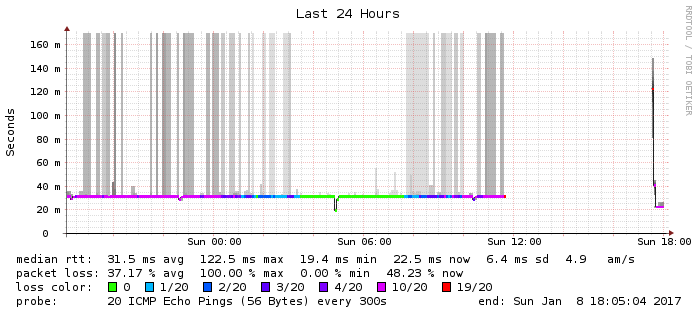 Last 24 Hours
RRDTOOL / TOBI OETIKER
Seconds
160 m
140 m
120 m
100 m
80 m
60 m
40 m
20 m
0
Sun 00:00 Sun 06:00 Sun 12:00 Sun 18:00
median rtt: 31.5 ms avg 122.5 ms max 19.4 ms min 22.5 ms now 6.4 ms sd 4.9 am/s
packet loss: 37.17 % avg 100.00 % max 0.00 % min 48.23 % now
loss color: 0 1/20 2/20 3/20 4/20 10/20 19/20
probe: 20 ICMP Echo Pings (56 Bytes) every 300s end: Sun Jan 8 18:05:04 2017